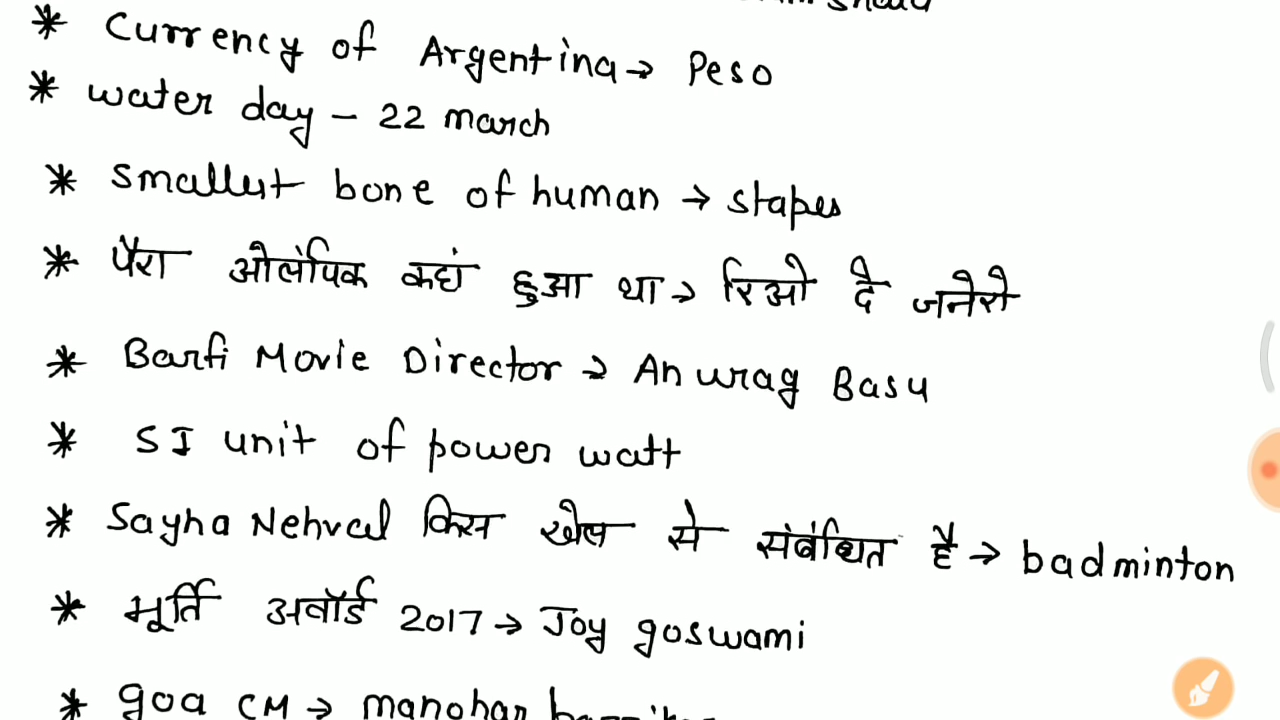 * Currency of Argentina → Peso
* water day – 22 march
* smallest bone of human → stapes
* पैरा ओलंपिक कहां हुआ था → रिओ दे जनेरो
* Barfi Movie Director → Anurag Basu
* SI unit of power watt
* Sayna Nehval किस खेल से संबंधित है → badminton
* मूर्ति अवॉर्ड 2017 → Joy goswami
* goa CM → manohar